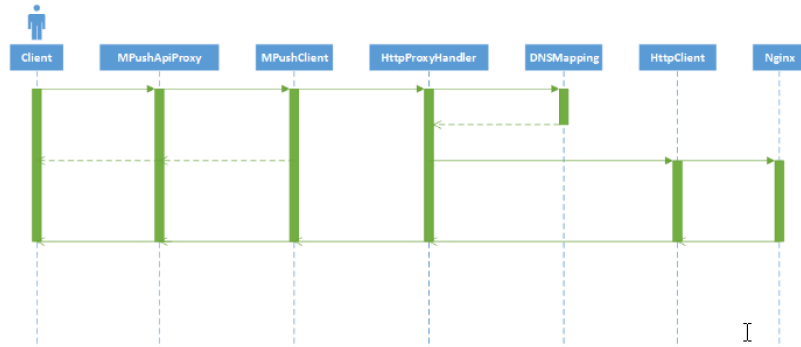 Client
MPushApiProxy
MPushClient
HttpProxyHandler
DNSMapping
HttpClient
Nginx